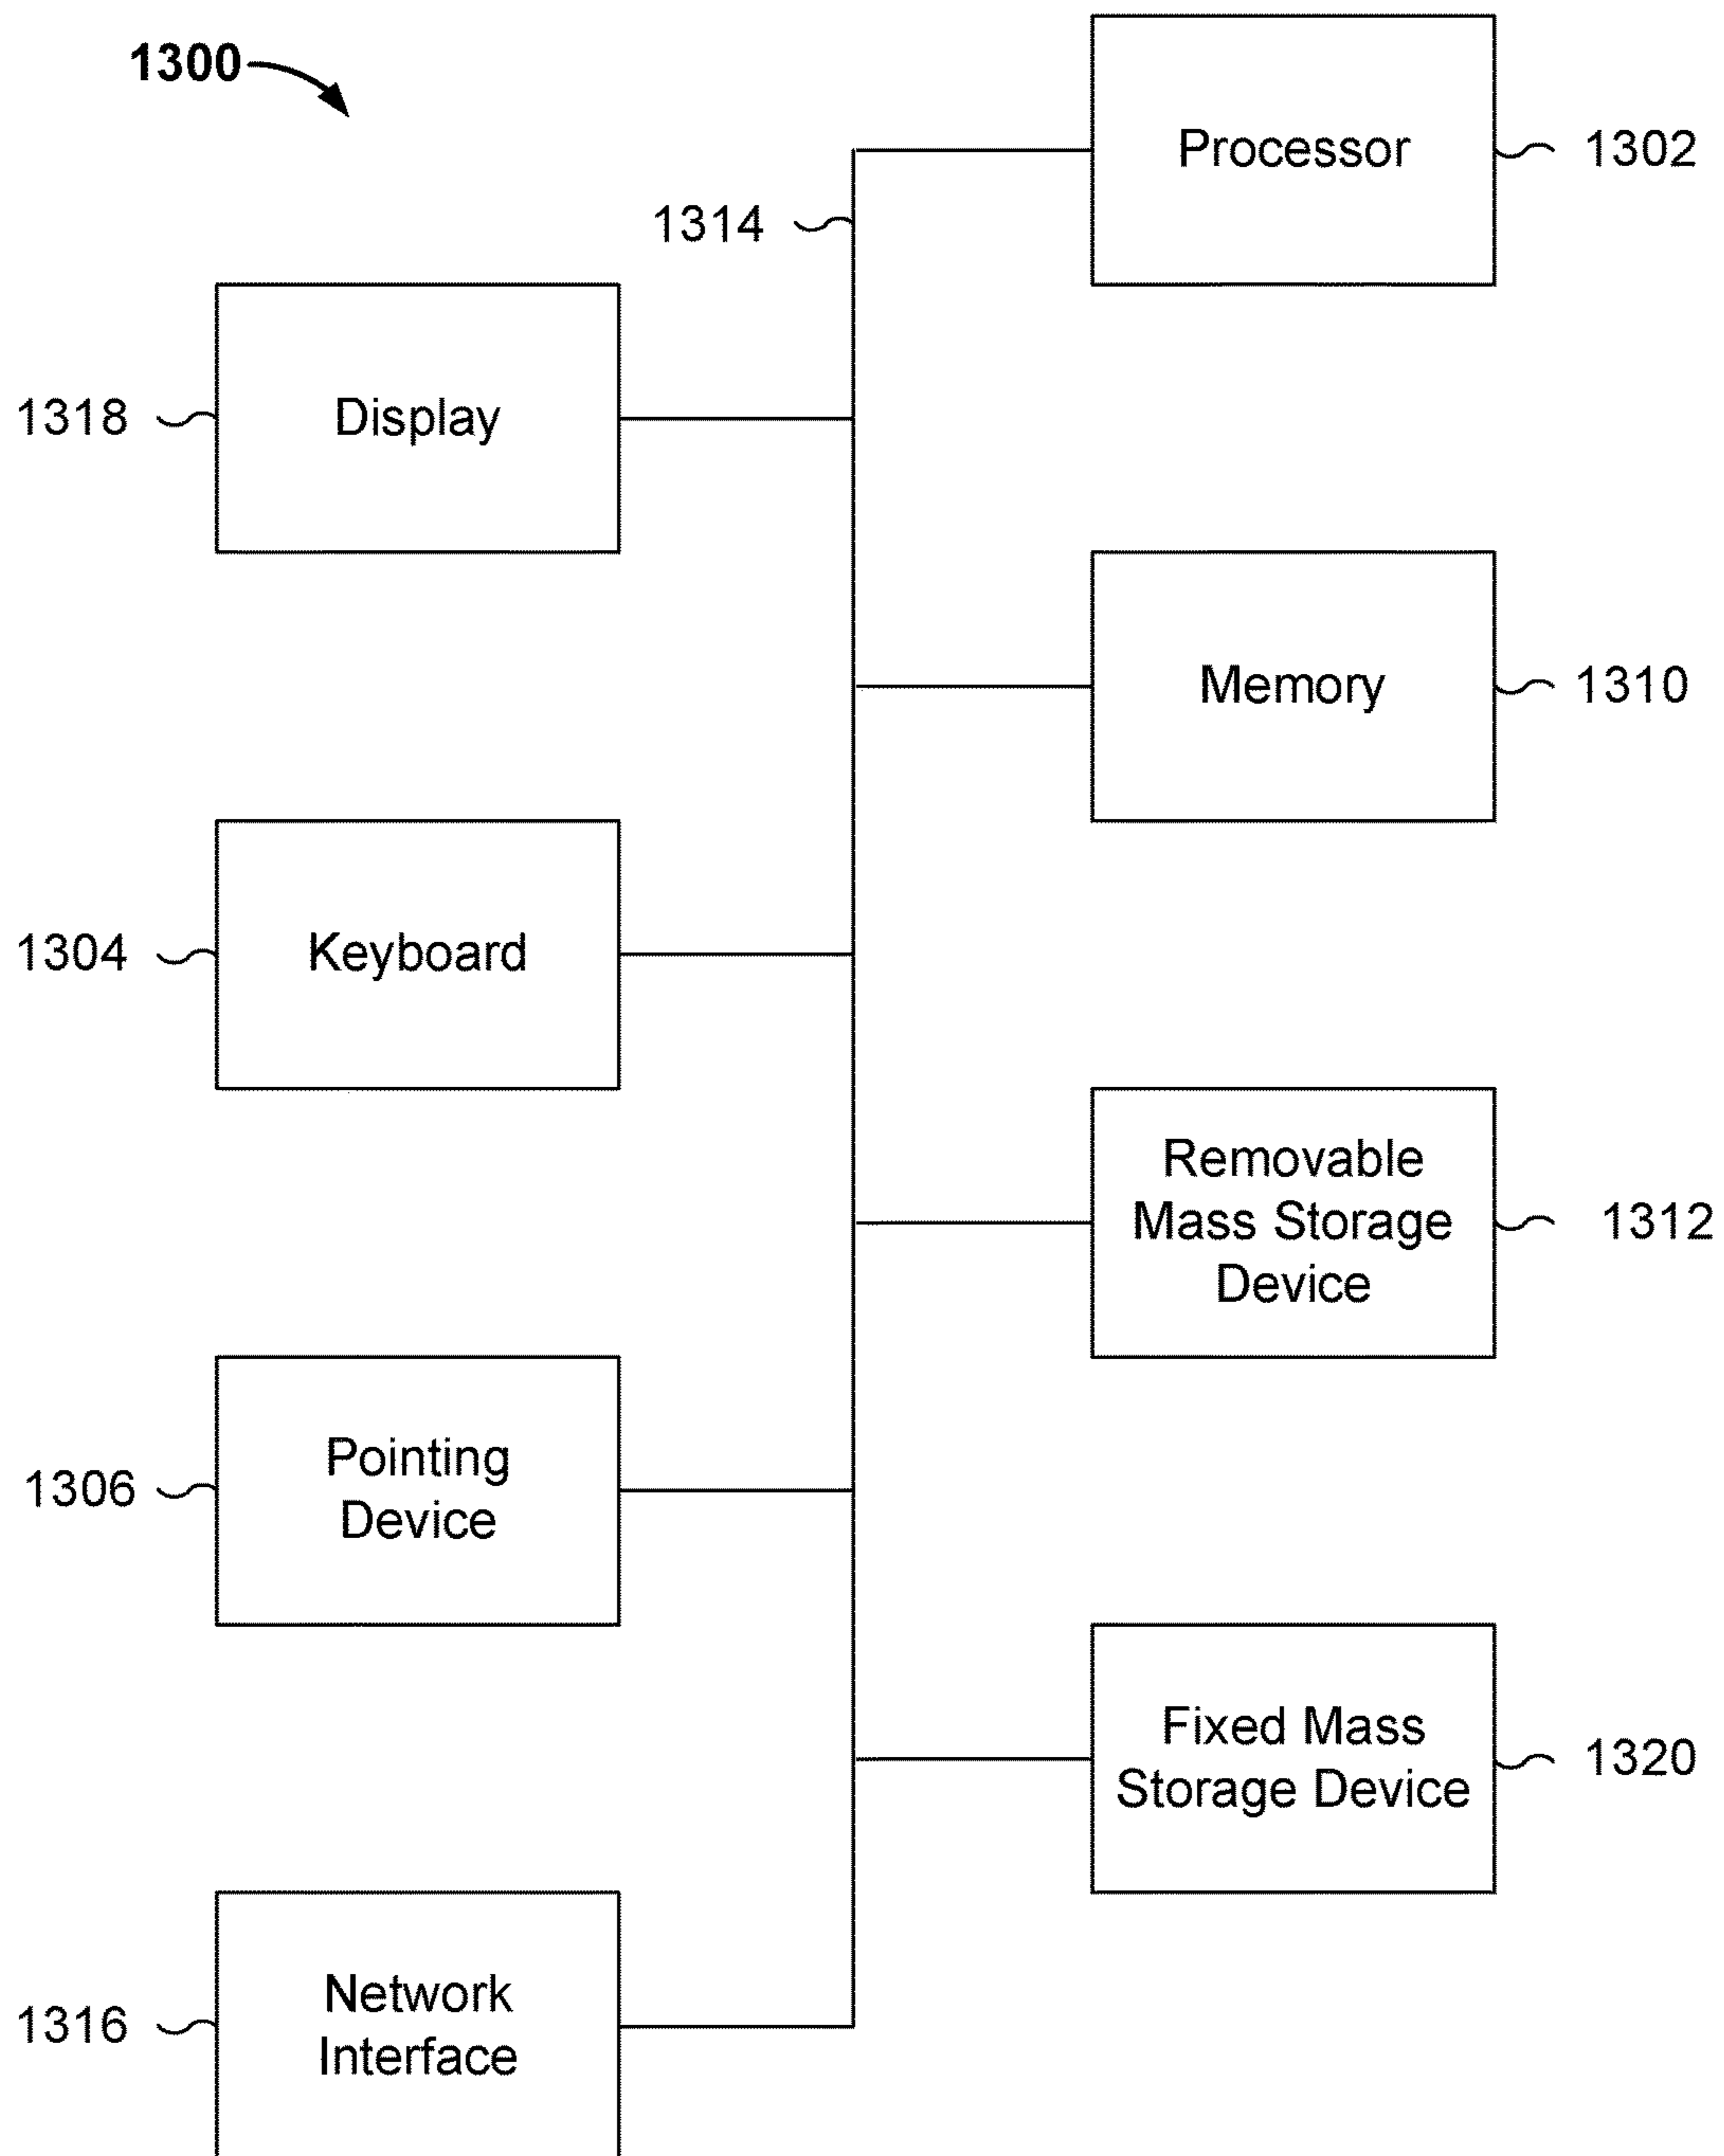 1300
Processor
1302
1314
1318
Display
Memory
1310
1304
Keyboard
Removable
Mass Storage
Device
1312
1306
Pointing
Device
Fixed Mass
Storage Device
1320
1316
Network
Interface